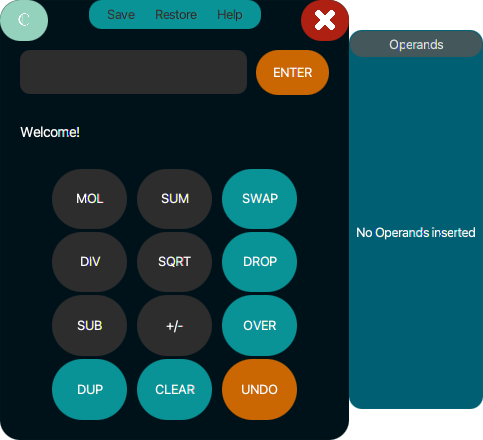 ℂ
Save Restore Help
Operands
ENTER
Welcome!
MOL SUM SWAP
No Operands inserted
DIV SQRT DROP
SUB +/- OVER
DUP CLEAR UNDO